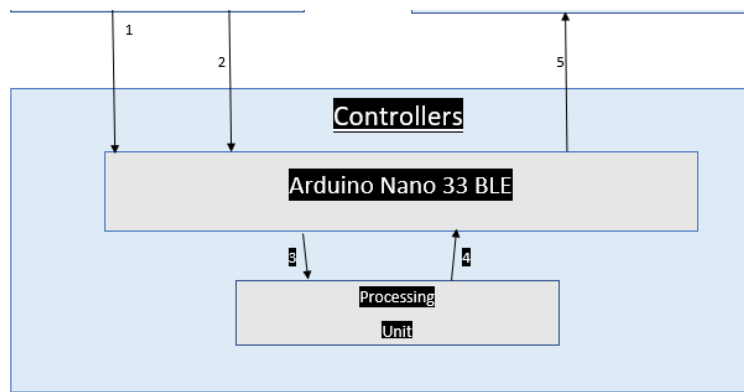 1
2
5
Controllers
Arduino Nano 33 BLE
3
4
Processing
Unit